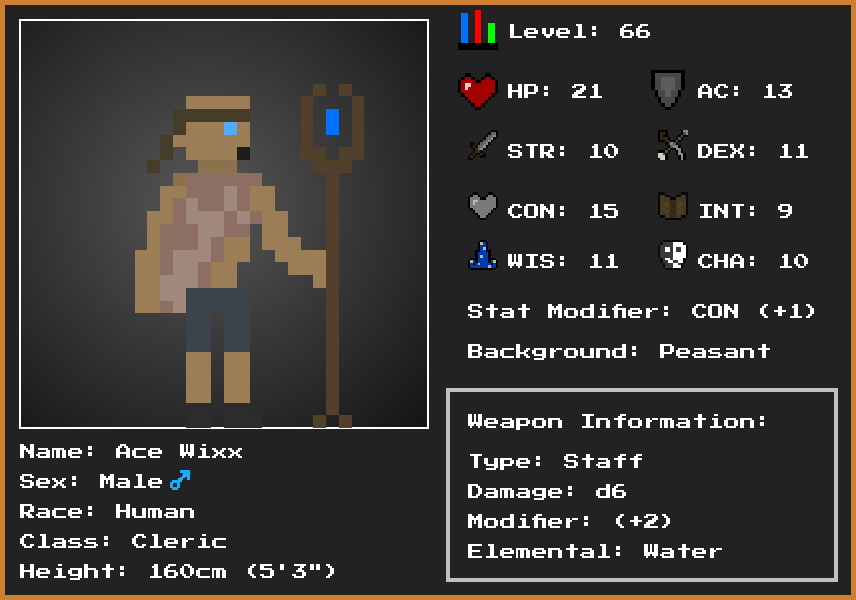 Level: 66
HP: 21 AC: 13
STR: 10 DEX: 11
CON: 15 INT: 9
WIS: 11 CHA: 10
Stat Modifier: CON (+1)
Background: Peasant
Weapon Information:
Type: Staff
Damage: d6
Modifier: (+2)
Elemental: Water
Name: Ace Wixx
Sex: Male ♂
Race: Human
Class: Cleric
Height: 160cm (5'3")